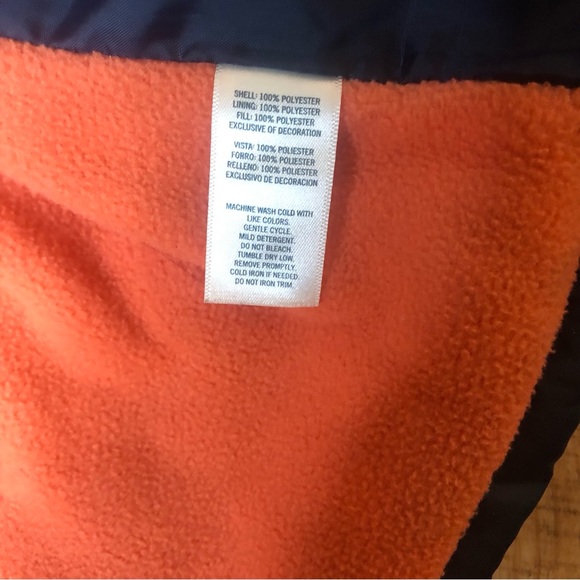 SHELL: 100% POLYESTER
LINING: 100% POLYESTER
FILL: 100% POLYESTER
EXCLUSIVE OF DECORATION
VISTA: 100% POLIESTER
FORRO: 100% POLIESTER
RELLENO: 100% POLIESTER
EXCLUSIVO DE DECORACION
MACHINE WASH COLD WITH
LIKE COLORS.
GENTLE CYCLE.
MILD DETERGENT.
DO NOT BLEACH.
TUMBLE DRY LOW.
REMOVE PROMPTLY.
COLD IRON IF NEEDED.
DO NOT IRON TRIM.